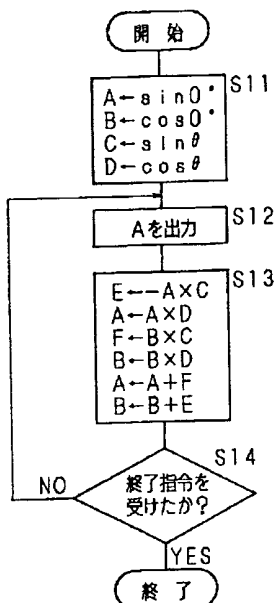 開始
S11
A←sin0°
B←cos0°
C←sinθ
D←cosθ
S12
Aを出力
S13
E←−A×C
A←A×D
F←B×C
B←B×D
A←A+F
B←B+E
S14
終了指令を
受けたか?
NO
YES
終了